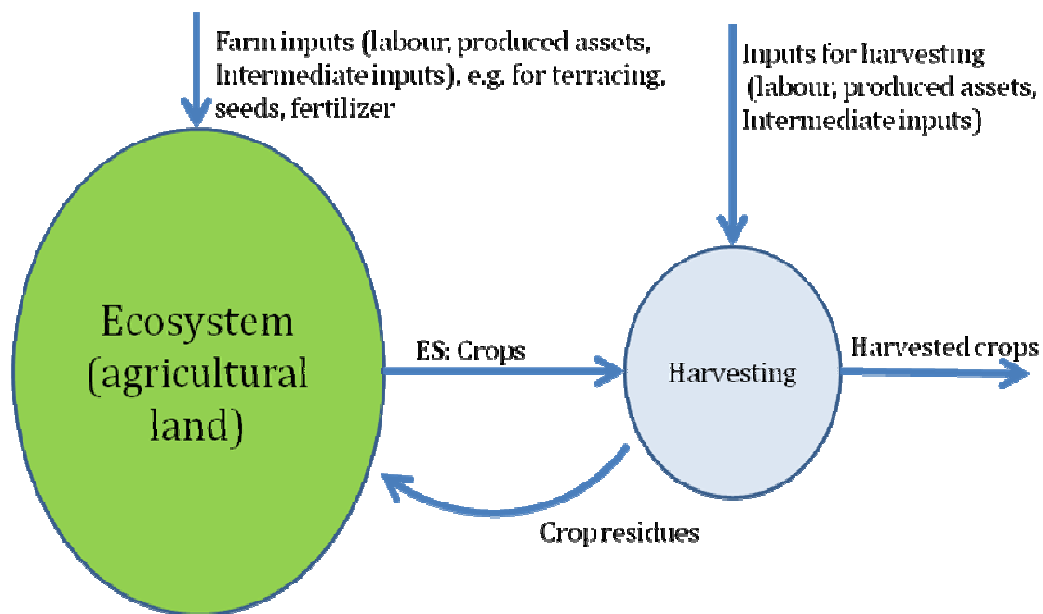 Farm inputs (labour, produced assets,
Intermediate inputs), e.g. for terracing,
seeds, fertilizer
Inputs for harvesting
(labour, produced assets,
Intermediate inputs)
Ecosystem
(agricultural
land)
ES: Crops
Harvesting
Harvested crops
Crop residues